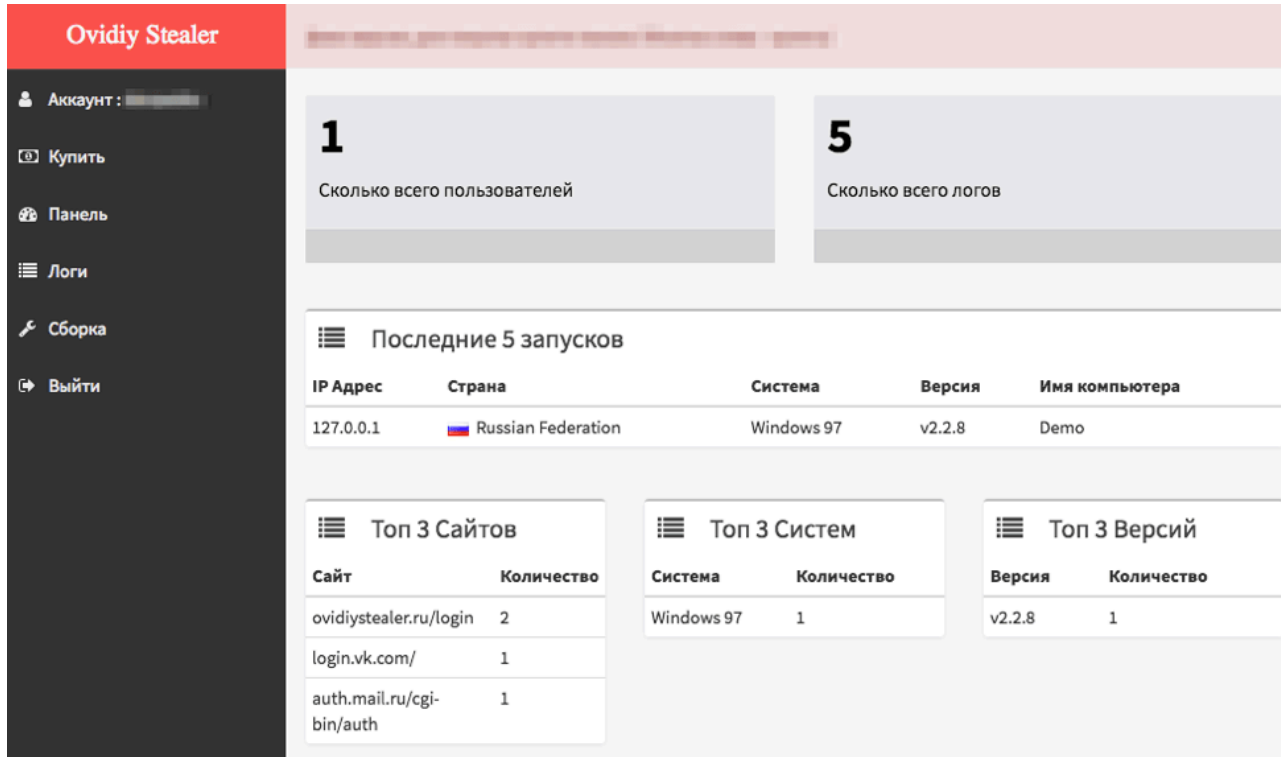 Ovidiy Stealer
Аккаунт :
Купить
Панель
Логи
Сборка
Выйти
1
Сколько всего пользователей
5
Сколько всего логов
Последние 5 запусков
IP Адрес Страна Система Версия Имя компьютера
127.0.0.1 Russian Federation Windows 97 v2.2.8 Demo
Топ 3 Сайтов
Сайт Количество
ovidiystealer.ru/login 2
login.vk.com/ 1
auth.mail.ru/cgi-
bin/auth 1
Топ 3 Систем
Система Количество
Windows 97 1
Топ 3 Версий
Версия Количество
v2.2.8 1